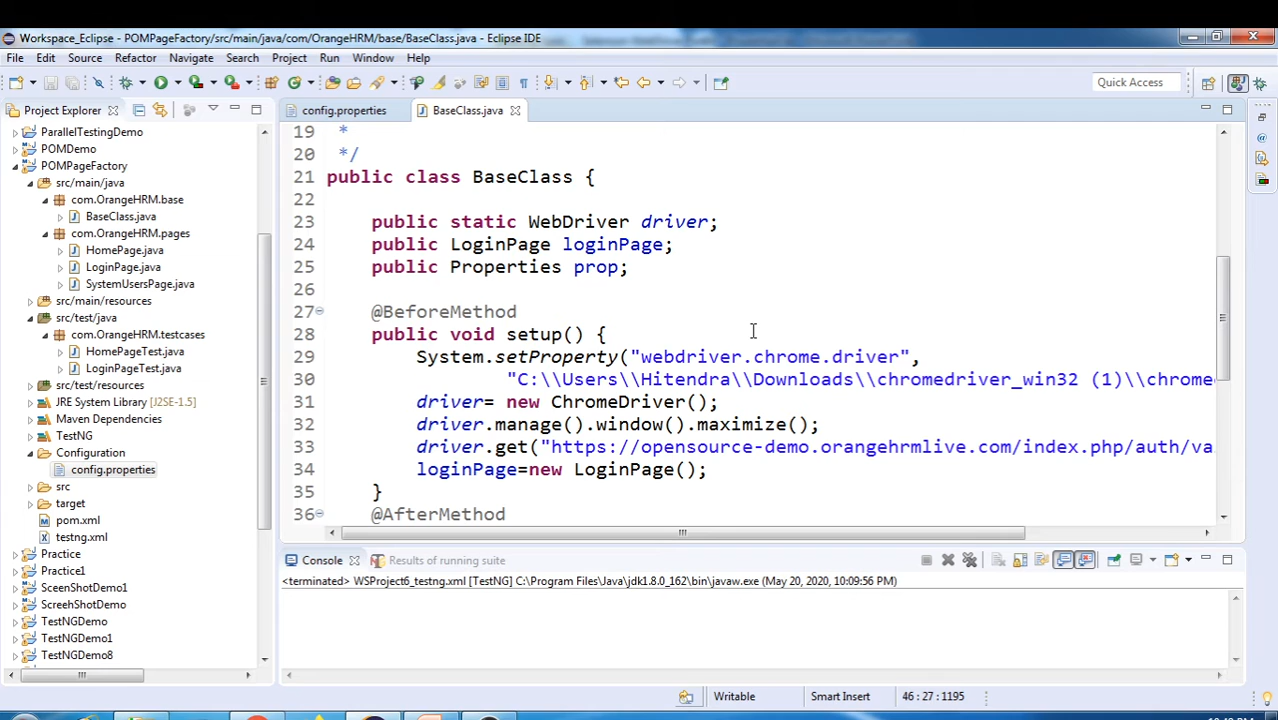 Workspace_Eclipse - POMPageFactory/src/main/java/com/OrangeHRM/base/BaseClass.java - Eclipse IDE
File Edit Source Refactor Navigate Search Project Run Window Help
Quick Access
Project Explorer
config.properties
BaseClass.java
ParallelTestingDemo
POMDemo
POMPageFactory
src/main/java
com.OrangeHRM.base
BaseClass.java
com.OrangeHRM.pages
HomePage.java
LoginPage.java
SystemUsersPage.java
src/main/resources
src/test/java
com.OrangeHRM.testcases
HomePageTest.java
LoginPageTest.java
src/test/resources
JRE System Library [J2SE-1.5]
Maven Dependencies
TestNG
Configuration
config.properties
src
target
pom.xml
testng.xml
Practice
Practice1
SceenShotDemo1
ScreehShotDemo
TestNGDemo
TestNGDemo1
TestNGDemo8
19 *
20 */
21 public class BaseClass {
22
23 public static WebDriver driver;
24 public LoginPage loginPage;
25 public Properties prop;
26
27 @BeforeMethod
28 public void setup() {
29 System.setProperty("webdriver.chrome.driver",
30 "C:\\Users\\Hitendra\\Downloads\\chromedriver_win32 (1)\\chrome
31 driver= new ChromeDriver();
32 driver.manage().window().maximize();
33 driver.get("https://opensource-demo.orangehrmlive.com/index.php/auth/va
34 loginPage=new LoginPage();
35 }
36 @AfterMethod
Console
Results of running suite
<terminated> WSProject6_testng.xml [TestNG] C:\Program Files\Java\jdk1.8.0_162\bin\javaw.exe (May 20, 2020, 10:09:56 PM)
Writable
Smart Insert
46 : 27 : 1195